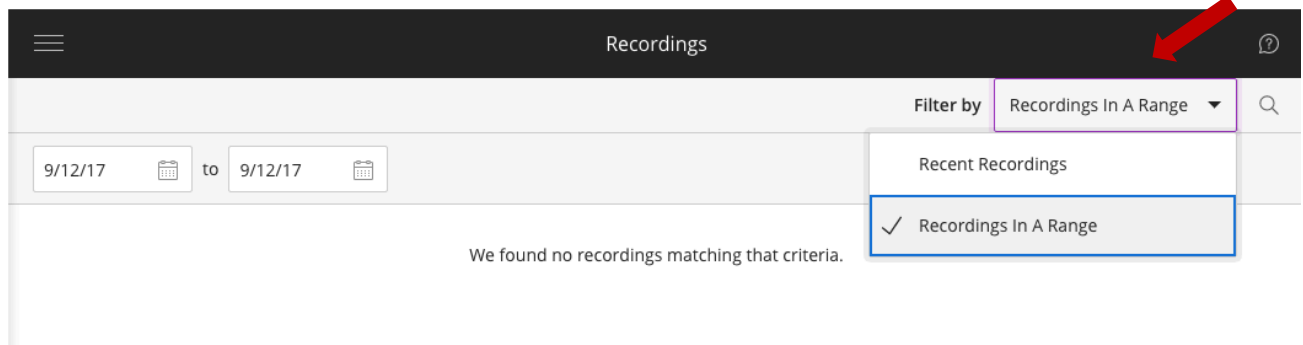 Recordings
Filter by Recordings In A Range
9/12/17 to 9/12/17
Recent Recordings
Recordings In A Range
We found no recordings matching that criteria.